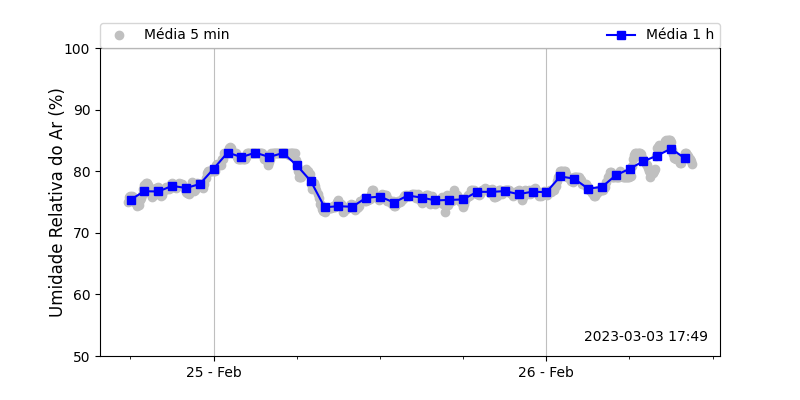 Média 5 min
Média 1 h
Umidade Relativa do Ar (%)
100
90
80
70
60
50
25 - Feb
26 - Feb
2023-03-03 17:49